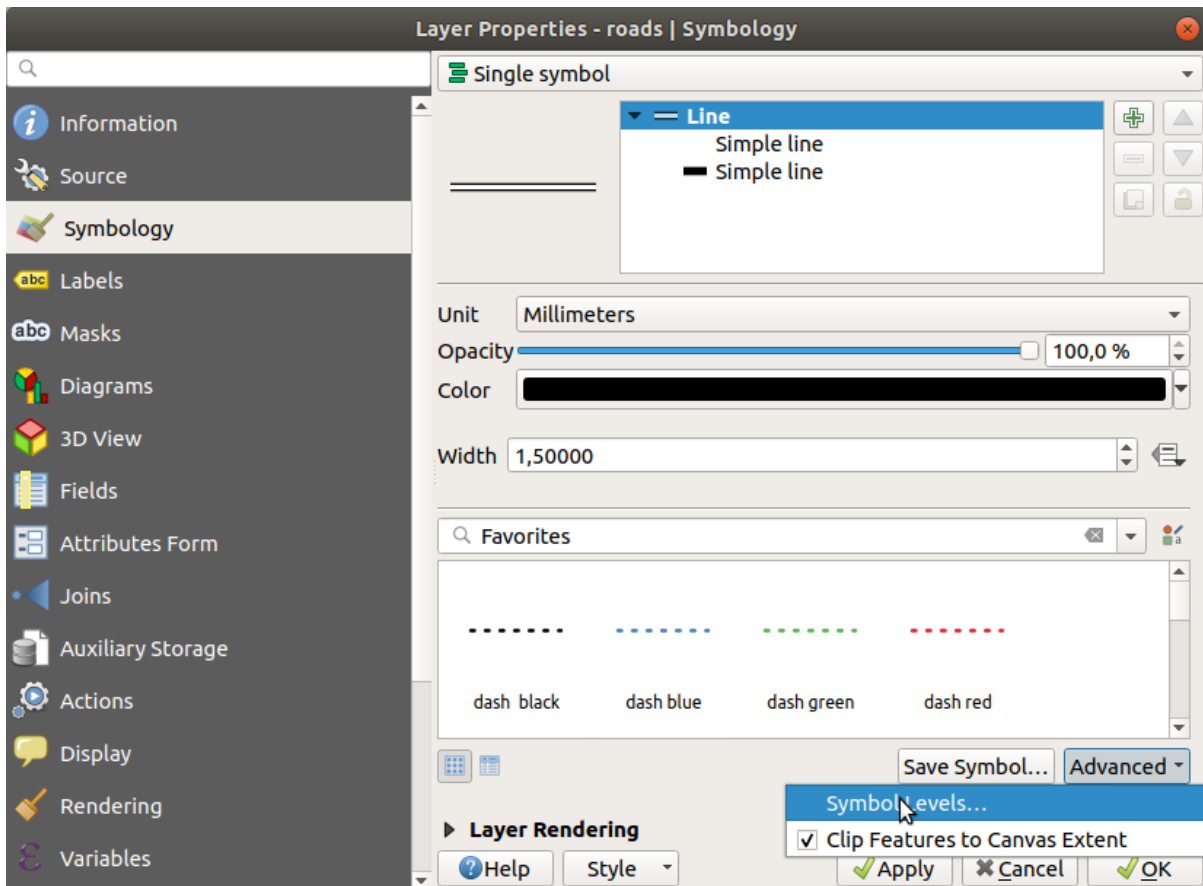 Layer Properties - roads | Symbology
Information
Source
Symbology
Labels
Masks
Diagrams
3D View
Fields
Attributes Form
Joins
Auxiliary Storage
Actions
Display
Rendering
Variables
Single symbol
Line
Simple line
Simple line
Unit Millimeters
Opacity 100,0 %
Color
Width 1,50000
Favorites
dash black dash blue dash green dash red
Save Symbol... Advanced
Symbol Levels...
Layer Rendering
Clip Features to Canvas Extent
Help Style Apply Cancel OK